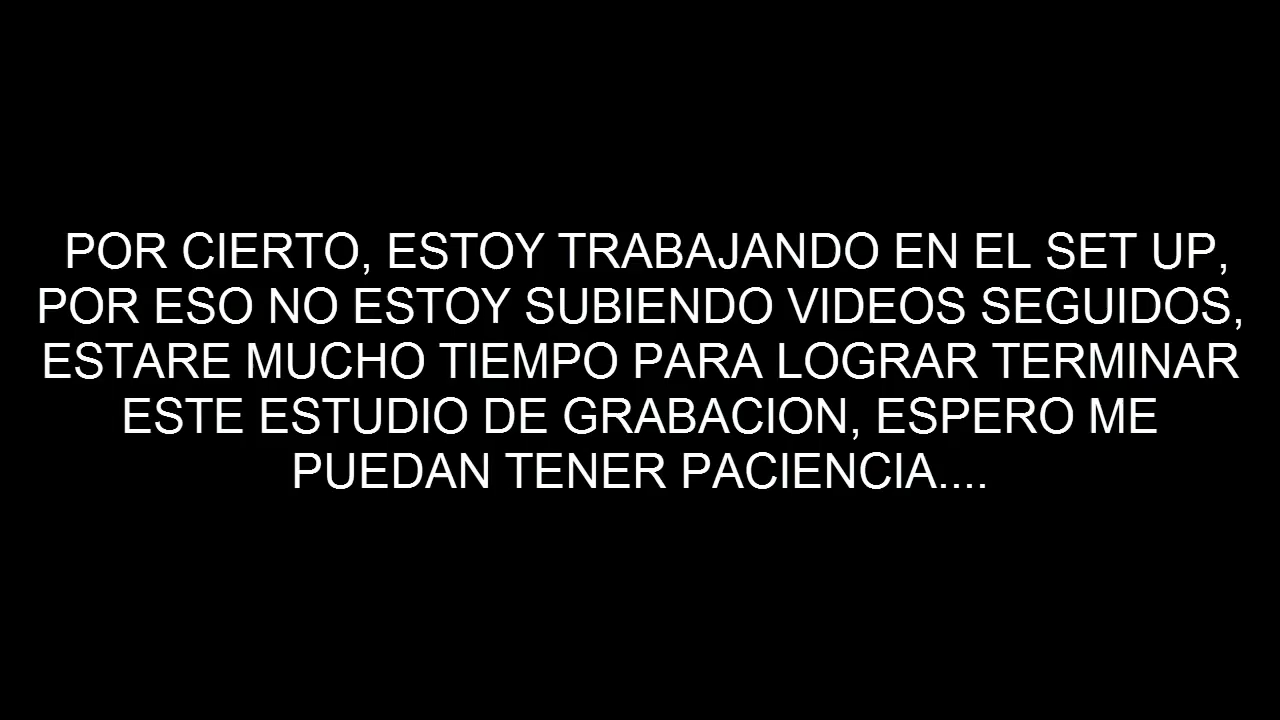 POR CIERTO, ESTOY TRABAJANDO EN EL SET UP,
POR ESO NO ESTOY SUBIENDO VIDEOS SEGUIDOS,
ESTARE MUCHO TIEMPO PARA LOGRAR TERMINAR
ESTE ESTUDIO DE GRABACION, ESPERO ME
PUEDAN TENER PACIENCIA....